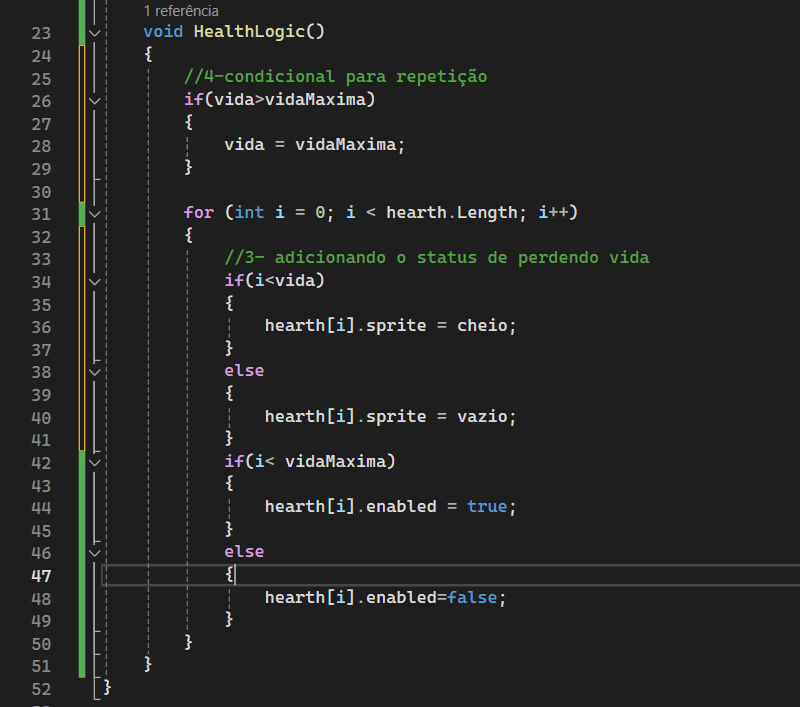 1 referência
23 void HealthLogic()
24 {
25 //4-condicional para repetição
26 if(vida>vidaMaxima)
27 {
28 vida = vidaMaxima;
29 }
30
31 for (int i = 0; i < hearth.Length; i++)
32 {
33 //3- adicionando o status de perdendo vida
34 if(i<vida)
35 {
36 hearth[i].sprite = cheio;
37 }
38 else
39 {
40 hearth[i].sprite = vazio;
41 }
42 if(i< vidaMaxima)
43 {
44 hearth[i].enabled = true;
45 }
46 else
47 {
48 hearth[i].enabled=false;
49 }
50 }
51 }
52 }